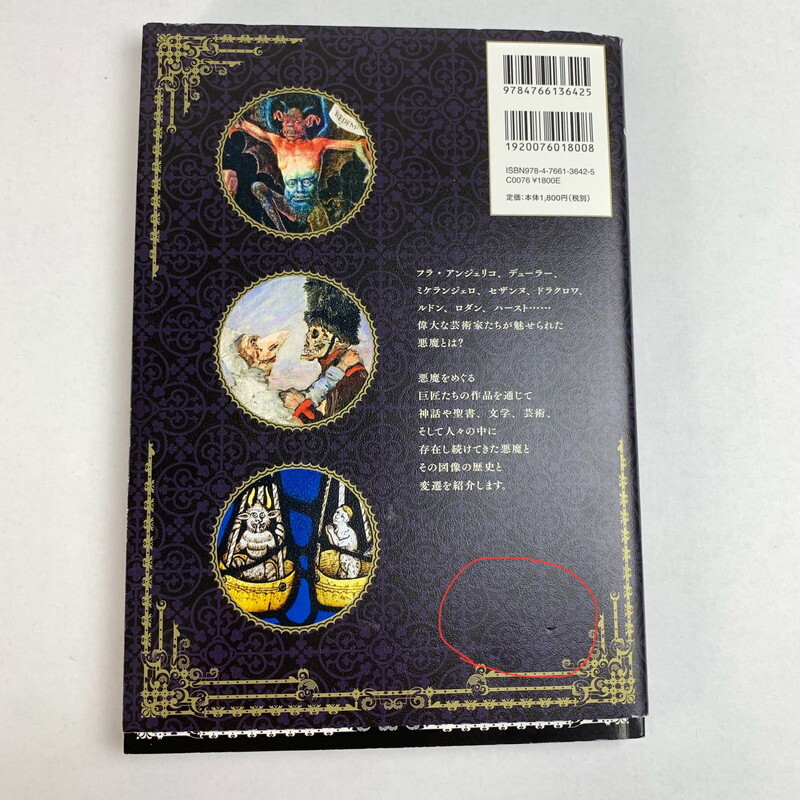 9784766136425
1920076018008
ISBN978-4-7661-3642-5
C0076 ¥1800E
定価:本体1,800円(税別)
REDEM
フラ・アンジェリコ、デューラー、
ミケランジェロ、セザンヌ、ドラクロワ、
ルドン、ロダン、ハースト……
偉大な芸術家たちが魅せられた
悪魔とは?
悪魔をめぐる
巨匠たちの作品を通じて
神話や聖書、文学、芸術、
そして人々の中に
存在し続けてきた悪魔と
その図像の歴史と
変遷を紹介します。